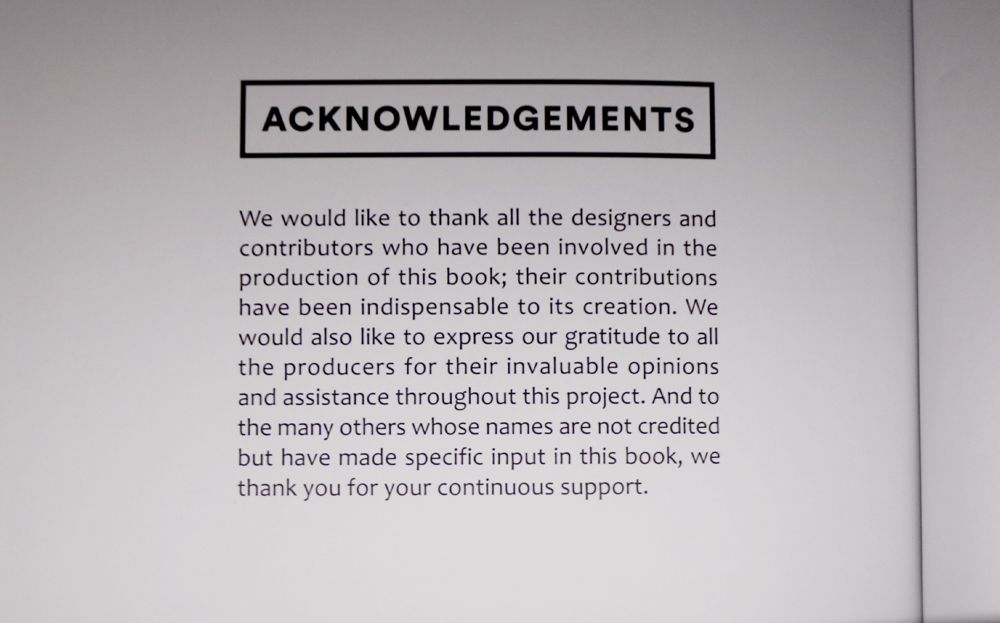 ACKNOWLEDGEMENTS
We would like to thank all the designers and
contributors who have been involved in the
production of this book; their contributions
have been indispensable to its creation. We
would also like to express our gratitude to all
the producers for their invaluable opinions
and assistance throughout this project. And to
the many others whose names are not credited
but have made specific input in this book, we
thank you for your continuous support.